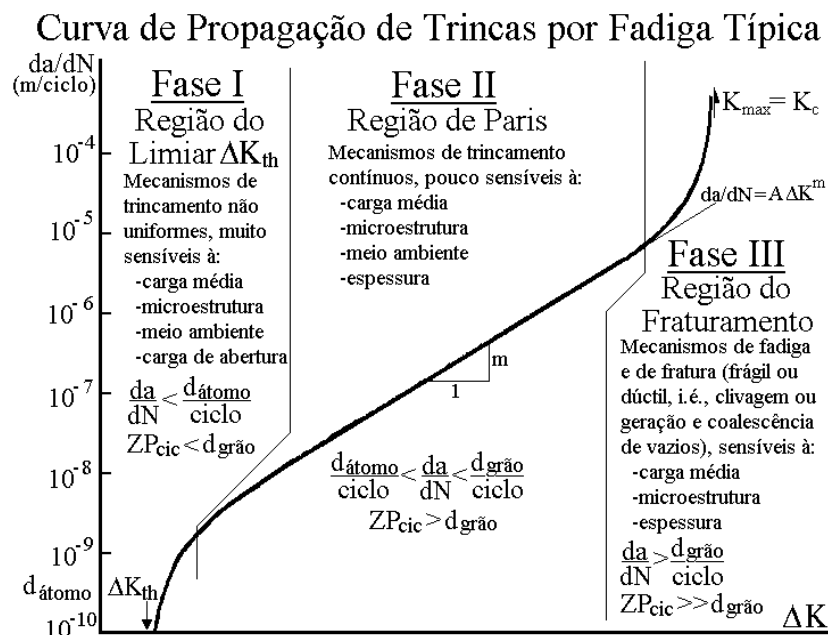 Curva de Propagação de Trincas por Fadiga Típica
da/dN
(m/ciclo)
10-4
10-5
10-6
10-7
10-8
10-9
d átomo
10-10
Fase I
Região do
Limiar ΔKth
Mecanismos de
trincamento não
uniformes, muito
sensíveis à:
-carga média
-microestrutura
-meio ambiente
-carga de abertura
da/dN < dátomo/ciclo
ZPcic < dgrão
ΔKth
Fase II
Região de Paris
Mecanismos de trincamento
contínuos, pouco sensíveis à:
-carga média
-microestrutura
-meio ambiente
-espessura
m
1
dátomo/ciclo < da/dN < dgrão/ciclo
ZPcic > dgrão
Kmax = Kc
da/dN = A ΔKm
Fase III
Região do
Fraturamento
Mecanismos de fadiga
e de fratura (frágil ou
dúctil, i.é., clivagem ou
geração e coalescência
de vazios), sensíveis à:
-carga média
-microestrutura
-espessura
da/dN > dgrão/ciclo
ZPcic >> dgrão
ΔK